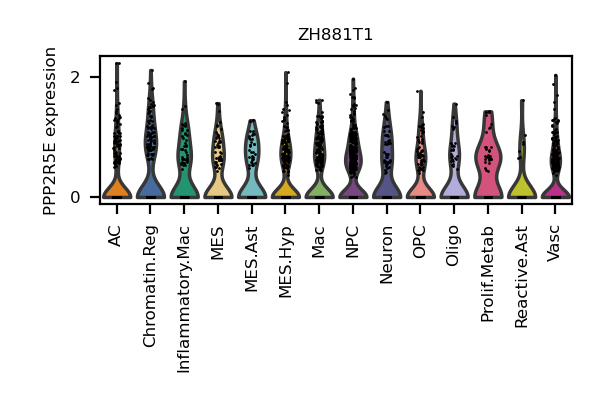 ZH881T1
PPP2R5E expression
2
0
AC
Chromatin.Reg
Inflammatory.Mac
MES
MES.Ast
MES.Hyp
Mac
NPC
Neuron
OPC
Oligo
Prolif.Metab
Reactive.Ast
Vasc